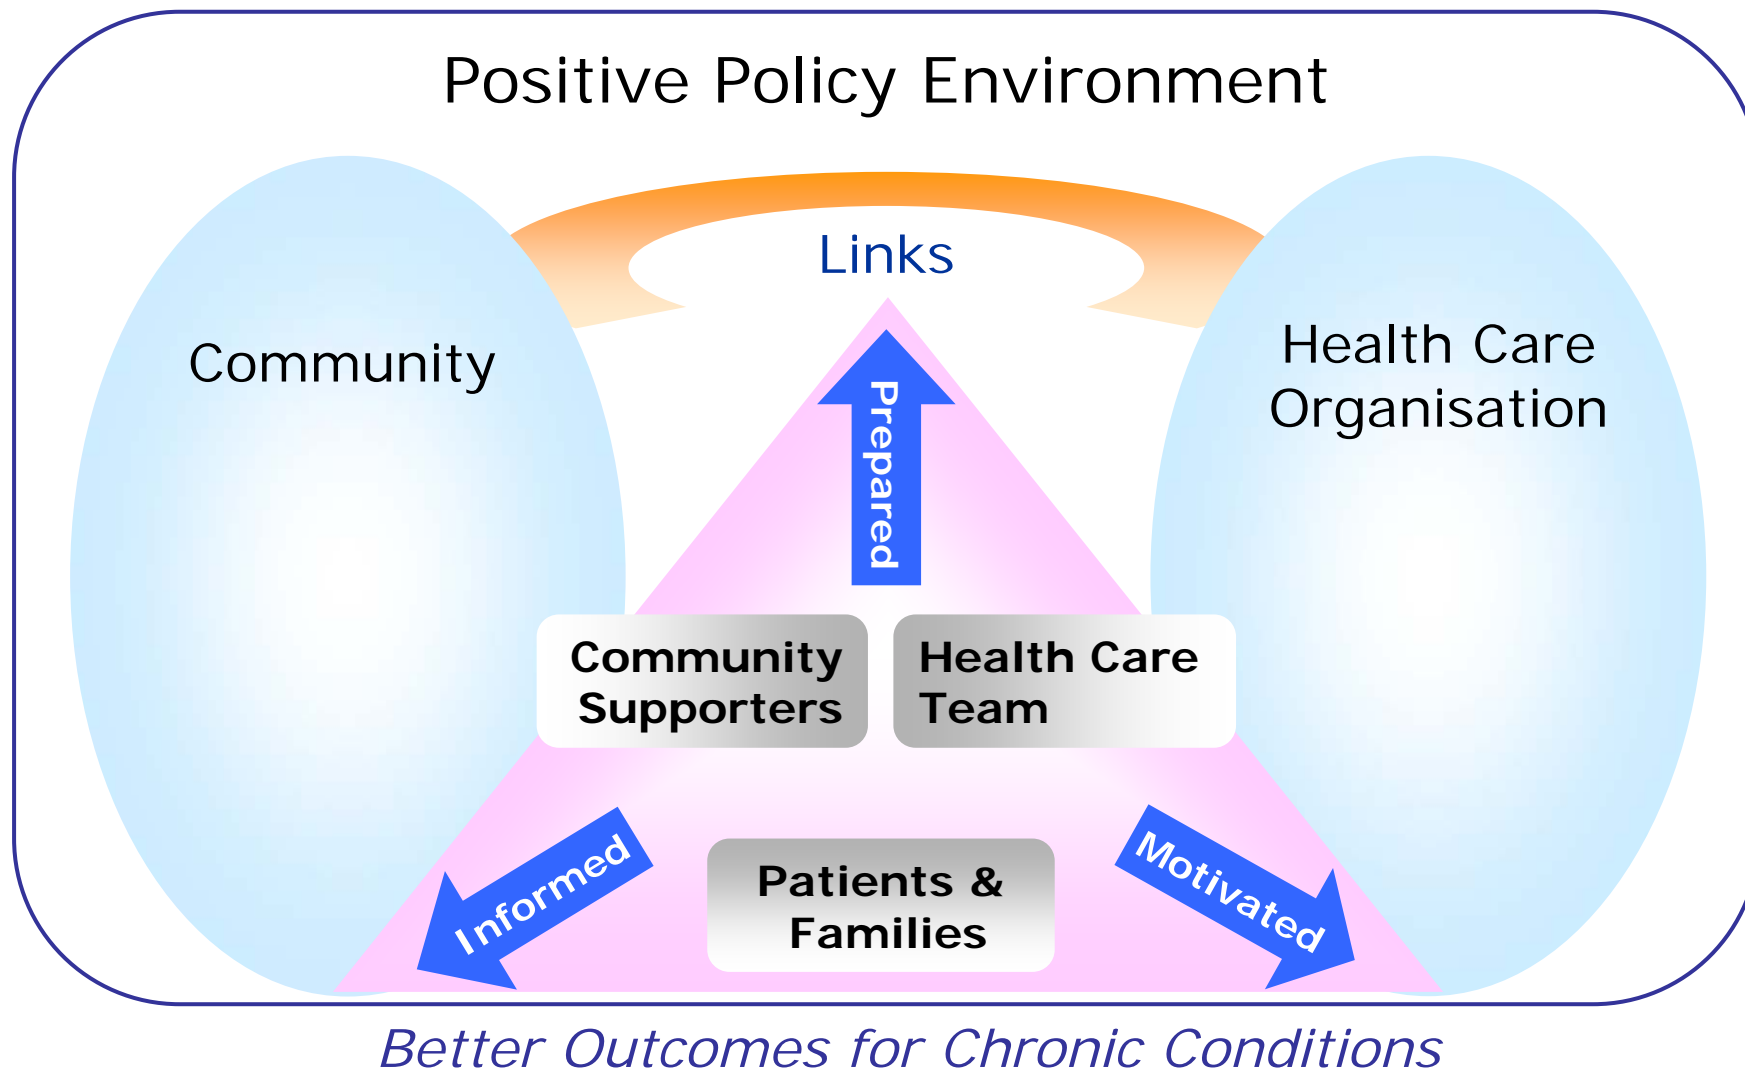 Positive Policy Environment
Links
Community
Health Care
Organisation
Prepared
Community
Supporters
Health Care
Team
Informed
Motivated
Patients &
Families
Better Outcomes for Chronic Conditions